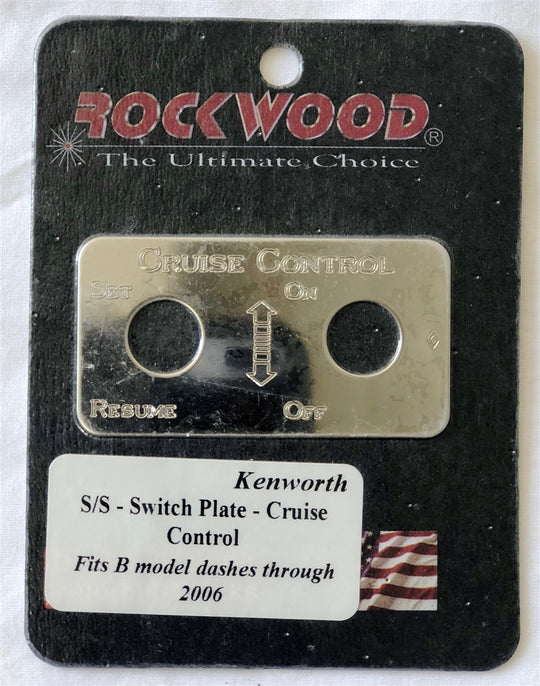 ROCKWOOD®
The Ultimate Choice
CRUISE CONTROL
SET ON
RESUME OFF
Kenworth
S/S - Switch Plate - Cruise
Control
Fits B model dashes through
2006